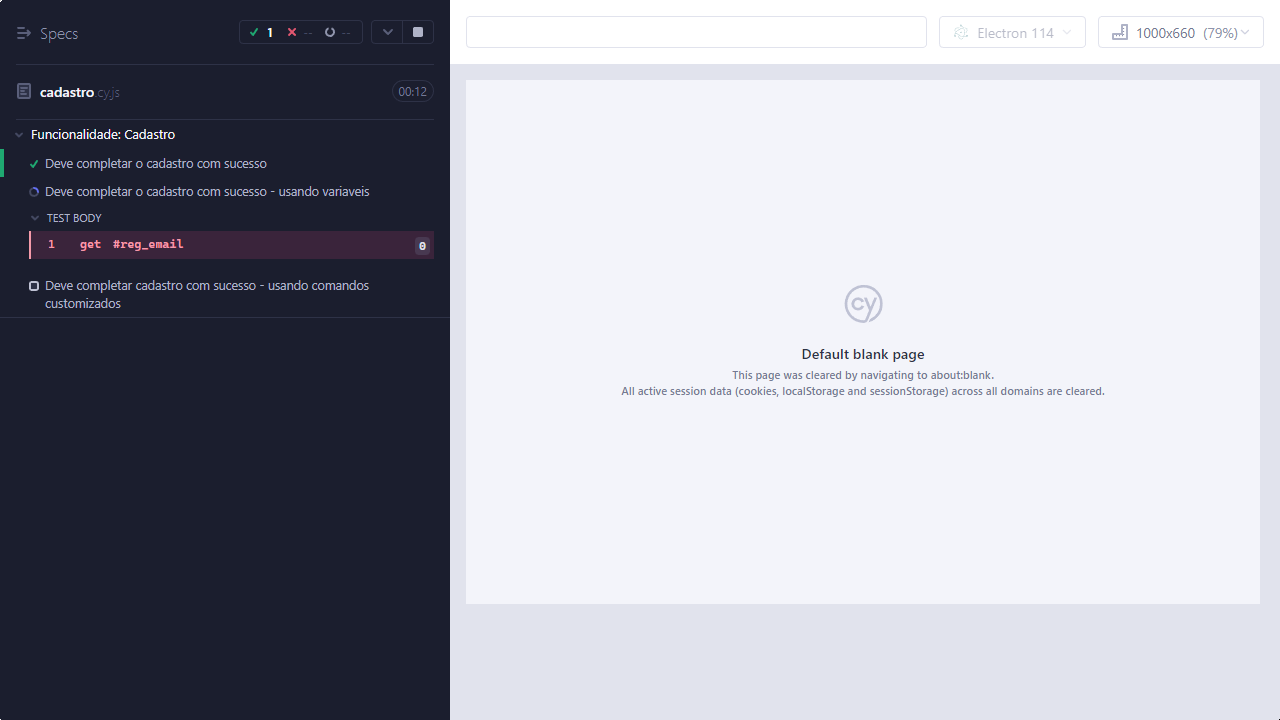 Specs
1
--
--
cadastro.cy.js
00:12
Funcionalidade: Cadastro
Deve completar o cadastro com sucesso
Deve completar o cadastro com sucesso - usando variaveis
TEST BODY
1 get #reg_email 0
Deve completar cadastro com sucesso - usando comandos
customizados
Electron 114
1000x660 (79%)
cy
Default blank page
This page was cleared by navigating to about:blank.
All active session data (cookies, localStorage and sessionStorage) across all domains are cleared.